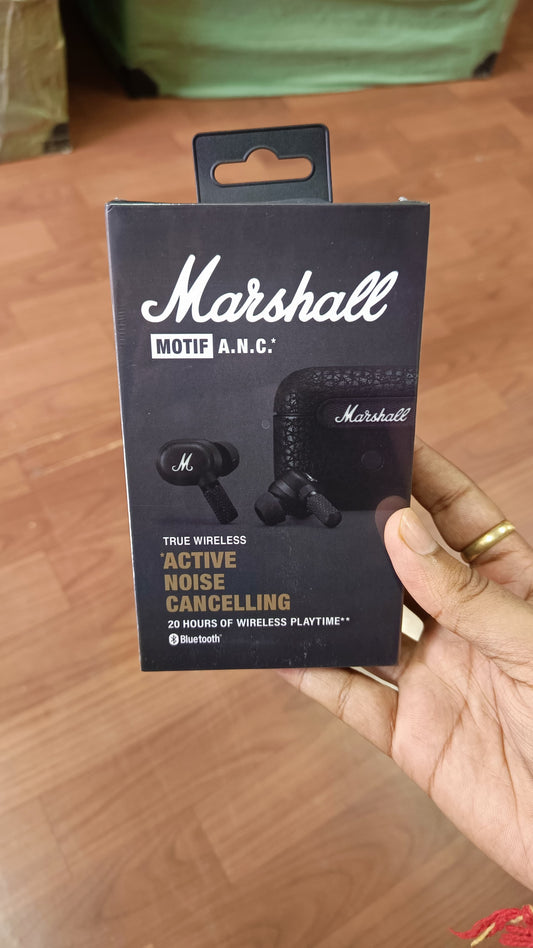 Marshall
MOTIF A.N.C.*
Marshall
M
TRUE WIRELESS
*ACTIVE
NOISE
CANCELLING
20 HOURS OF WIRELESS PLAYTIME**
Bluetooth®